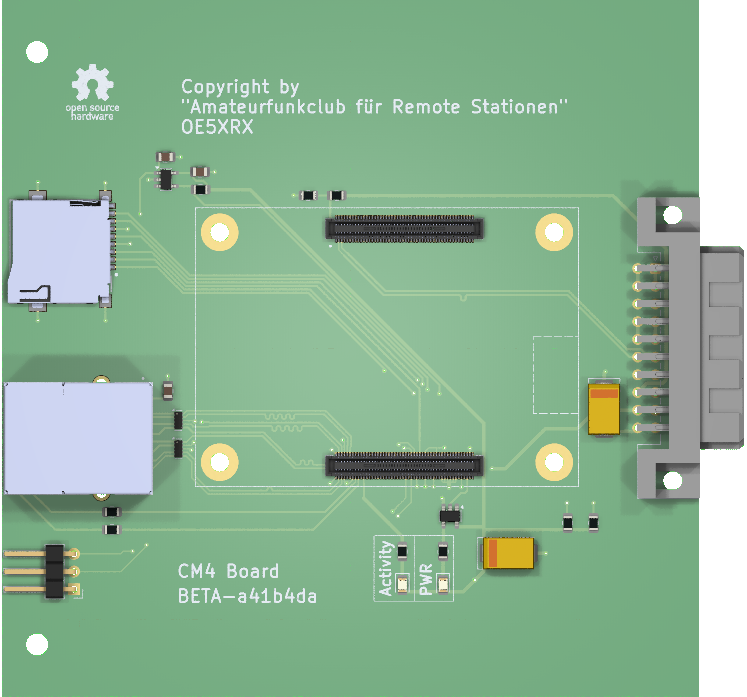 open source
hardware
Copyright by
"Amateurfunkclub für Remote Stationen"
OE5XRX
Activity
PWR
CM4 Board
BETA-a41b4da